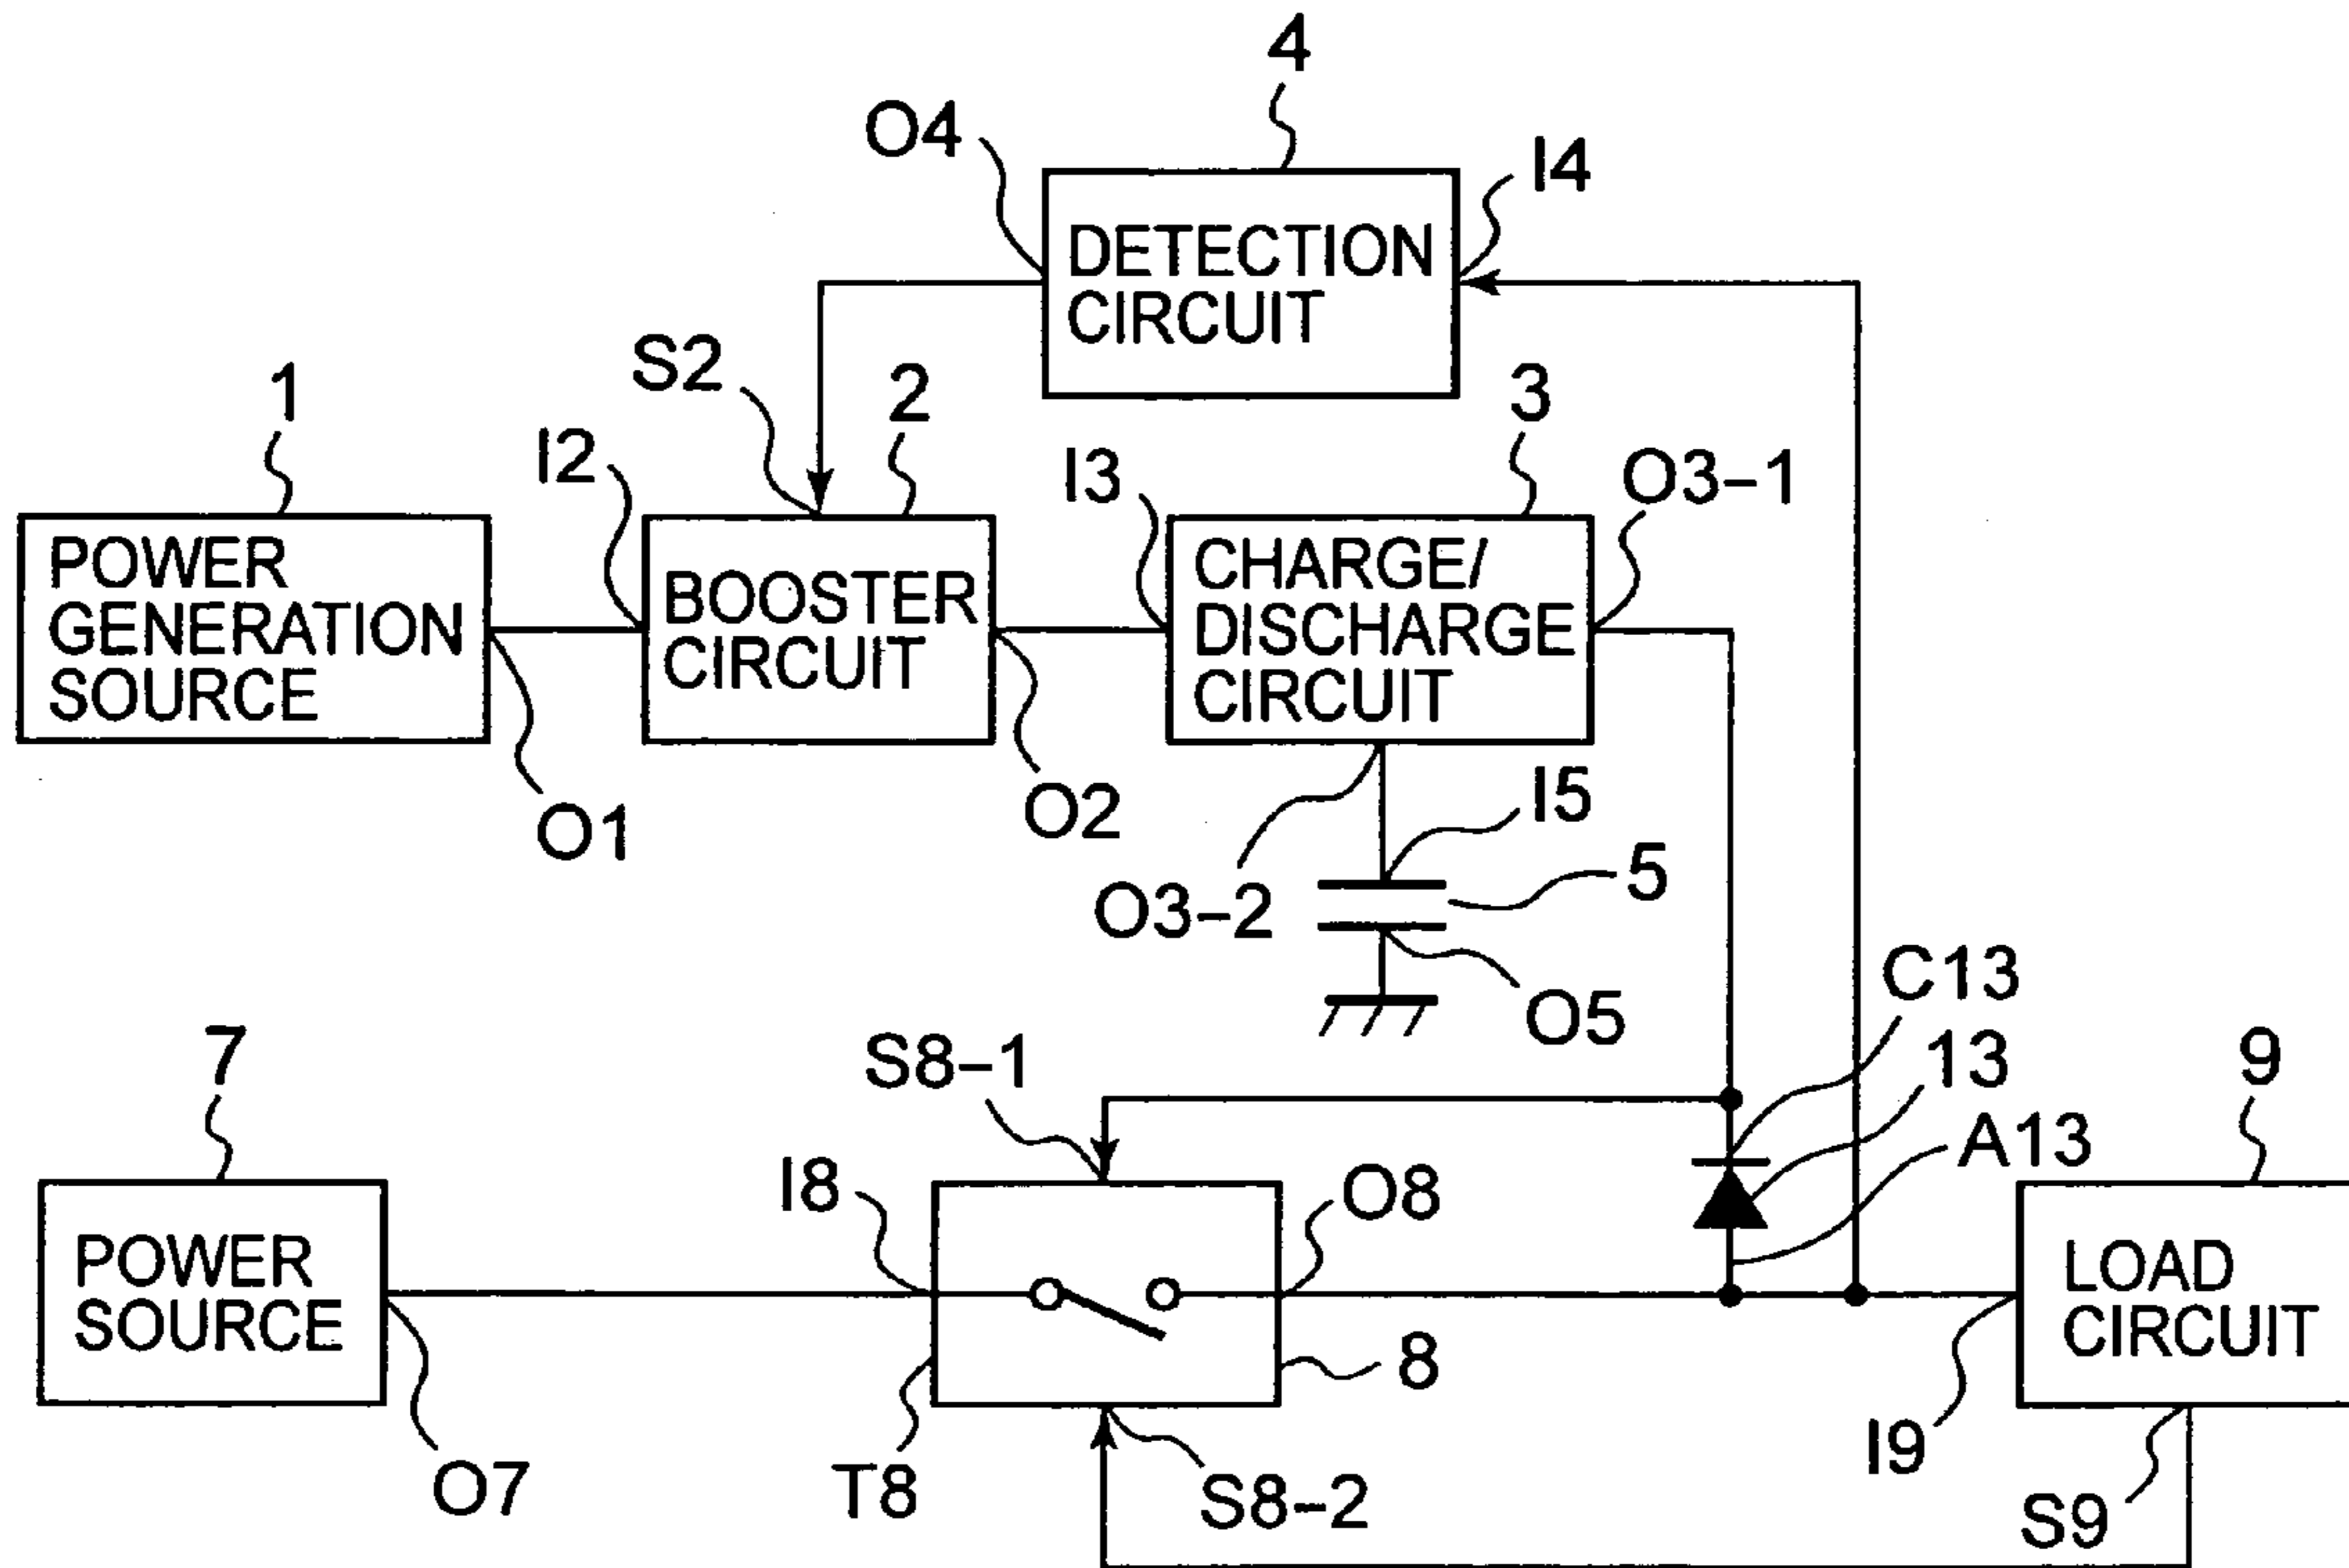 4
O4
I4
DETECTION
CIRCUIT
S2
1
2
3
I2
I3
O3-1
POWER
GENERATION
SOURCE
BOOSTER
CIRCUIT
CHARGE/
DISCHARGE
CIRCUIT
O1
O2
I5
5
O3-2
O5
C13
13
A13
7
S8-1
9
I8
O8
POWER
SOURCE
LOAD
CIRCUIT
8
O7
T8
S8-2
I9
S9